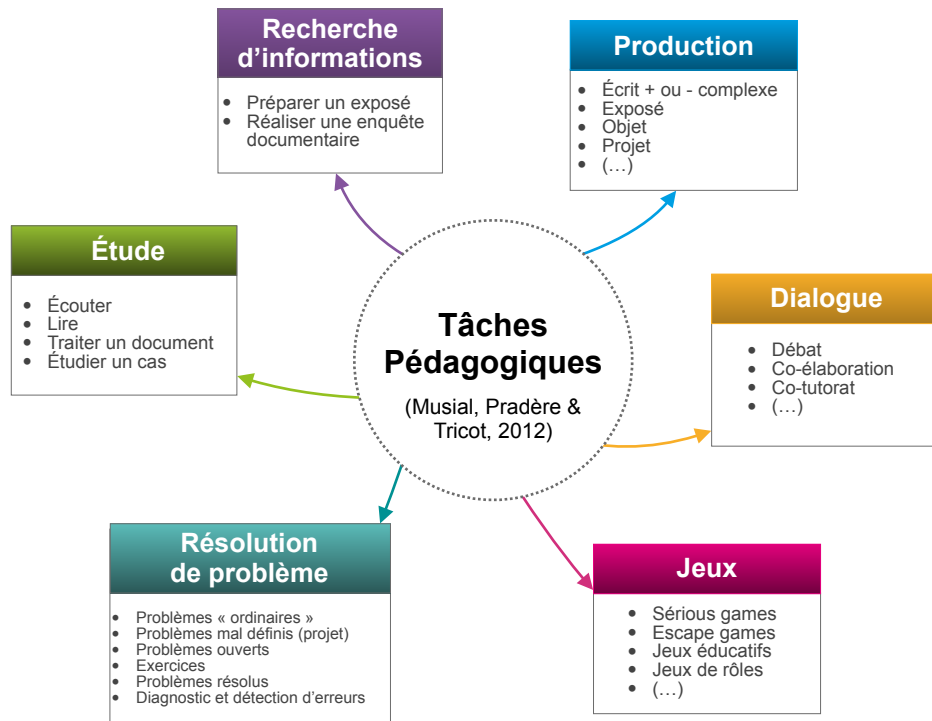 Recherche
d'informations
• Préparer un exposé
• Réaliser une enquête
documentaire
Production
• Écrit + ou - complexe
• Exposé
• Objet
• Projet
• (…)
Étude
• Écouter
• Lire
• Traiter un document
• Étudier un cas
Tâches
Pédagogiques
(Musial, Pradère &
Tricot, 2012)
Dialogue
• Débat
• Co-élaboration
• Co-tutorat
• (…)
Résolution
de problème
• Problèmes « ordinaires »
• Problèmes mal définis (projet)
• Problèmes ouverts
• Exercices
• Problèmes résolus
• Diagnostic et détection d'erreurs
Jeux
• Sérious games
• Escape games
• Jeux éducatifs
• Jeux de rôles
• (…)